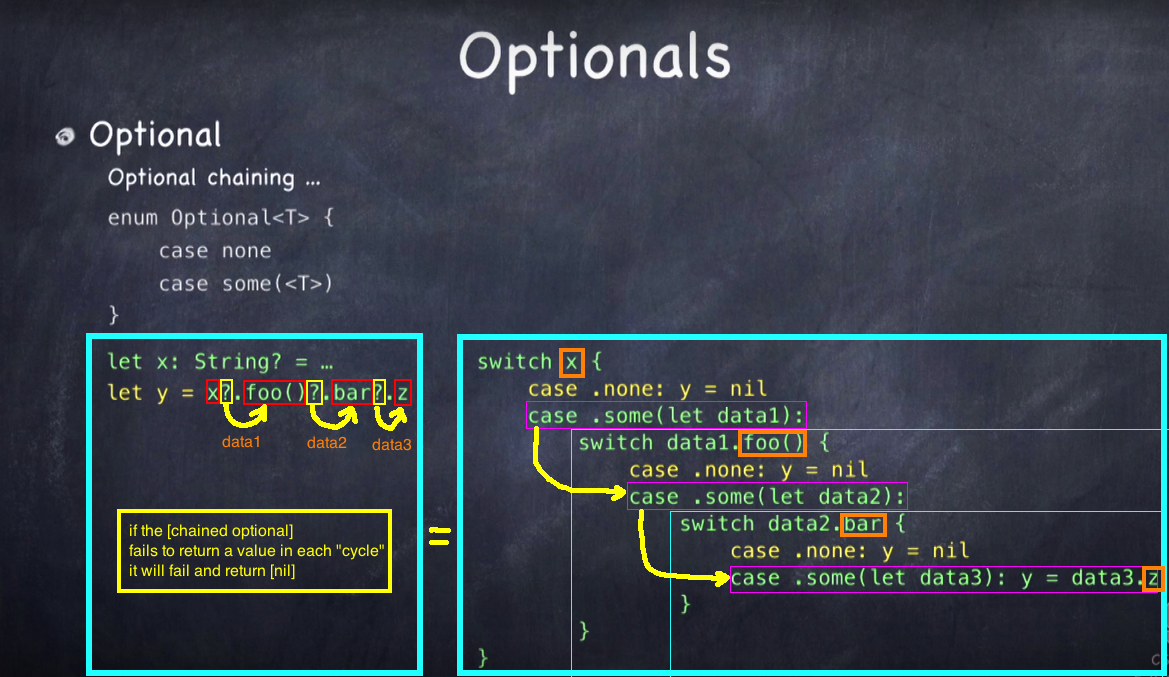 Optionals
Optional
Optional chaining …
enum Optional<T> {
case none
case some(<T>)
}
let x: String? = …
let y = x?.foo()?.bar?.z
data1 data2 data3
if the [chained optional]
fails to return a value in each "cycle"
it will fail and return [nil]
=
switch x {
case .none: y = nil
case .some(let data1):
switch data1.foo() {
case .none: y = nil
case .some(let data2):
switch data2.bar {
case .none: y = nil
case .some(let data3): y = data3.z
}
}
}